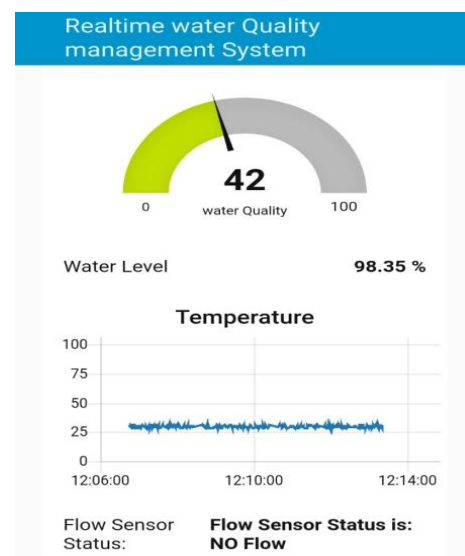 Realtime water Quality
management System
42
0
water Quality
100
Water Level
98.35 %
Temperature
100
75
50
25
0
12:06:00
12:10:00
12:14:00
Flow Sensor
Status:
Flow Sensor Status is:
NO Flow